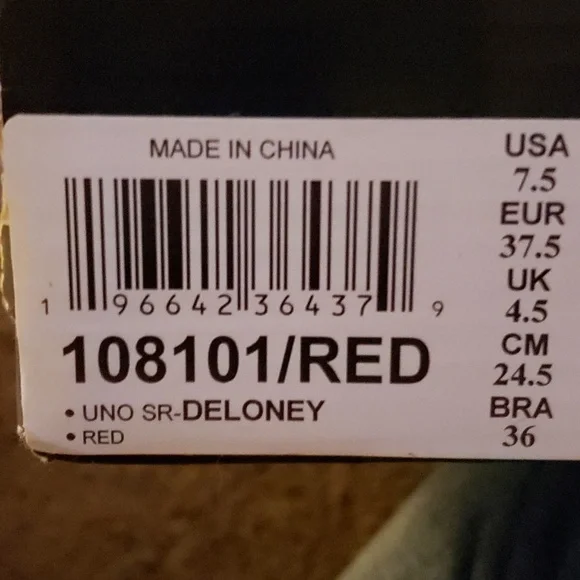 MADE IN CHINA
1 96642 36437 9
108101/RED
• UNO SR-DELONEY
• RED
USA
7.5
EUR
37.5
UK
4.5
CM
24.5
BRA
36